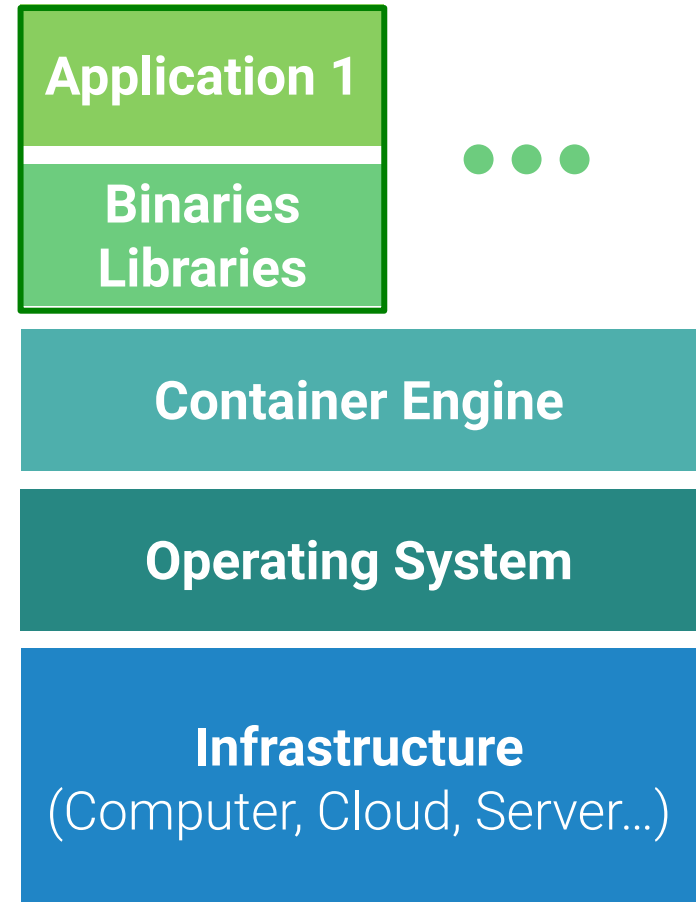 Application 1
Binaries
Libraries
Container Engine
Operating System
Infrastructure
(Computer, Cloud, Server...)